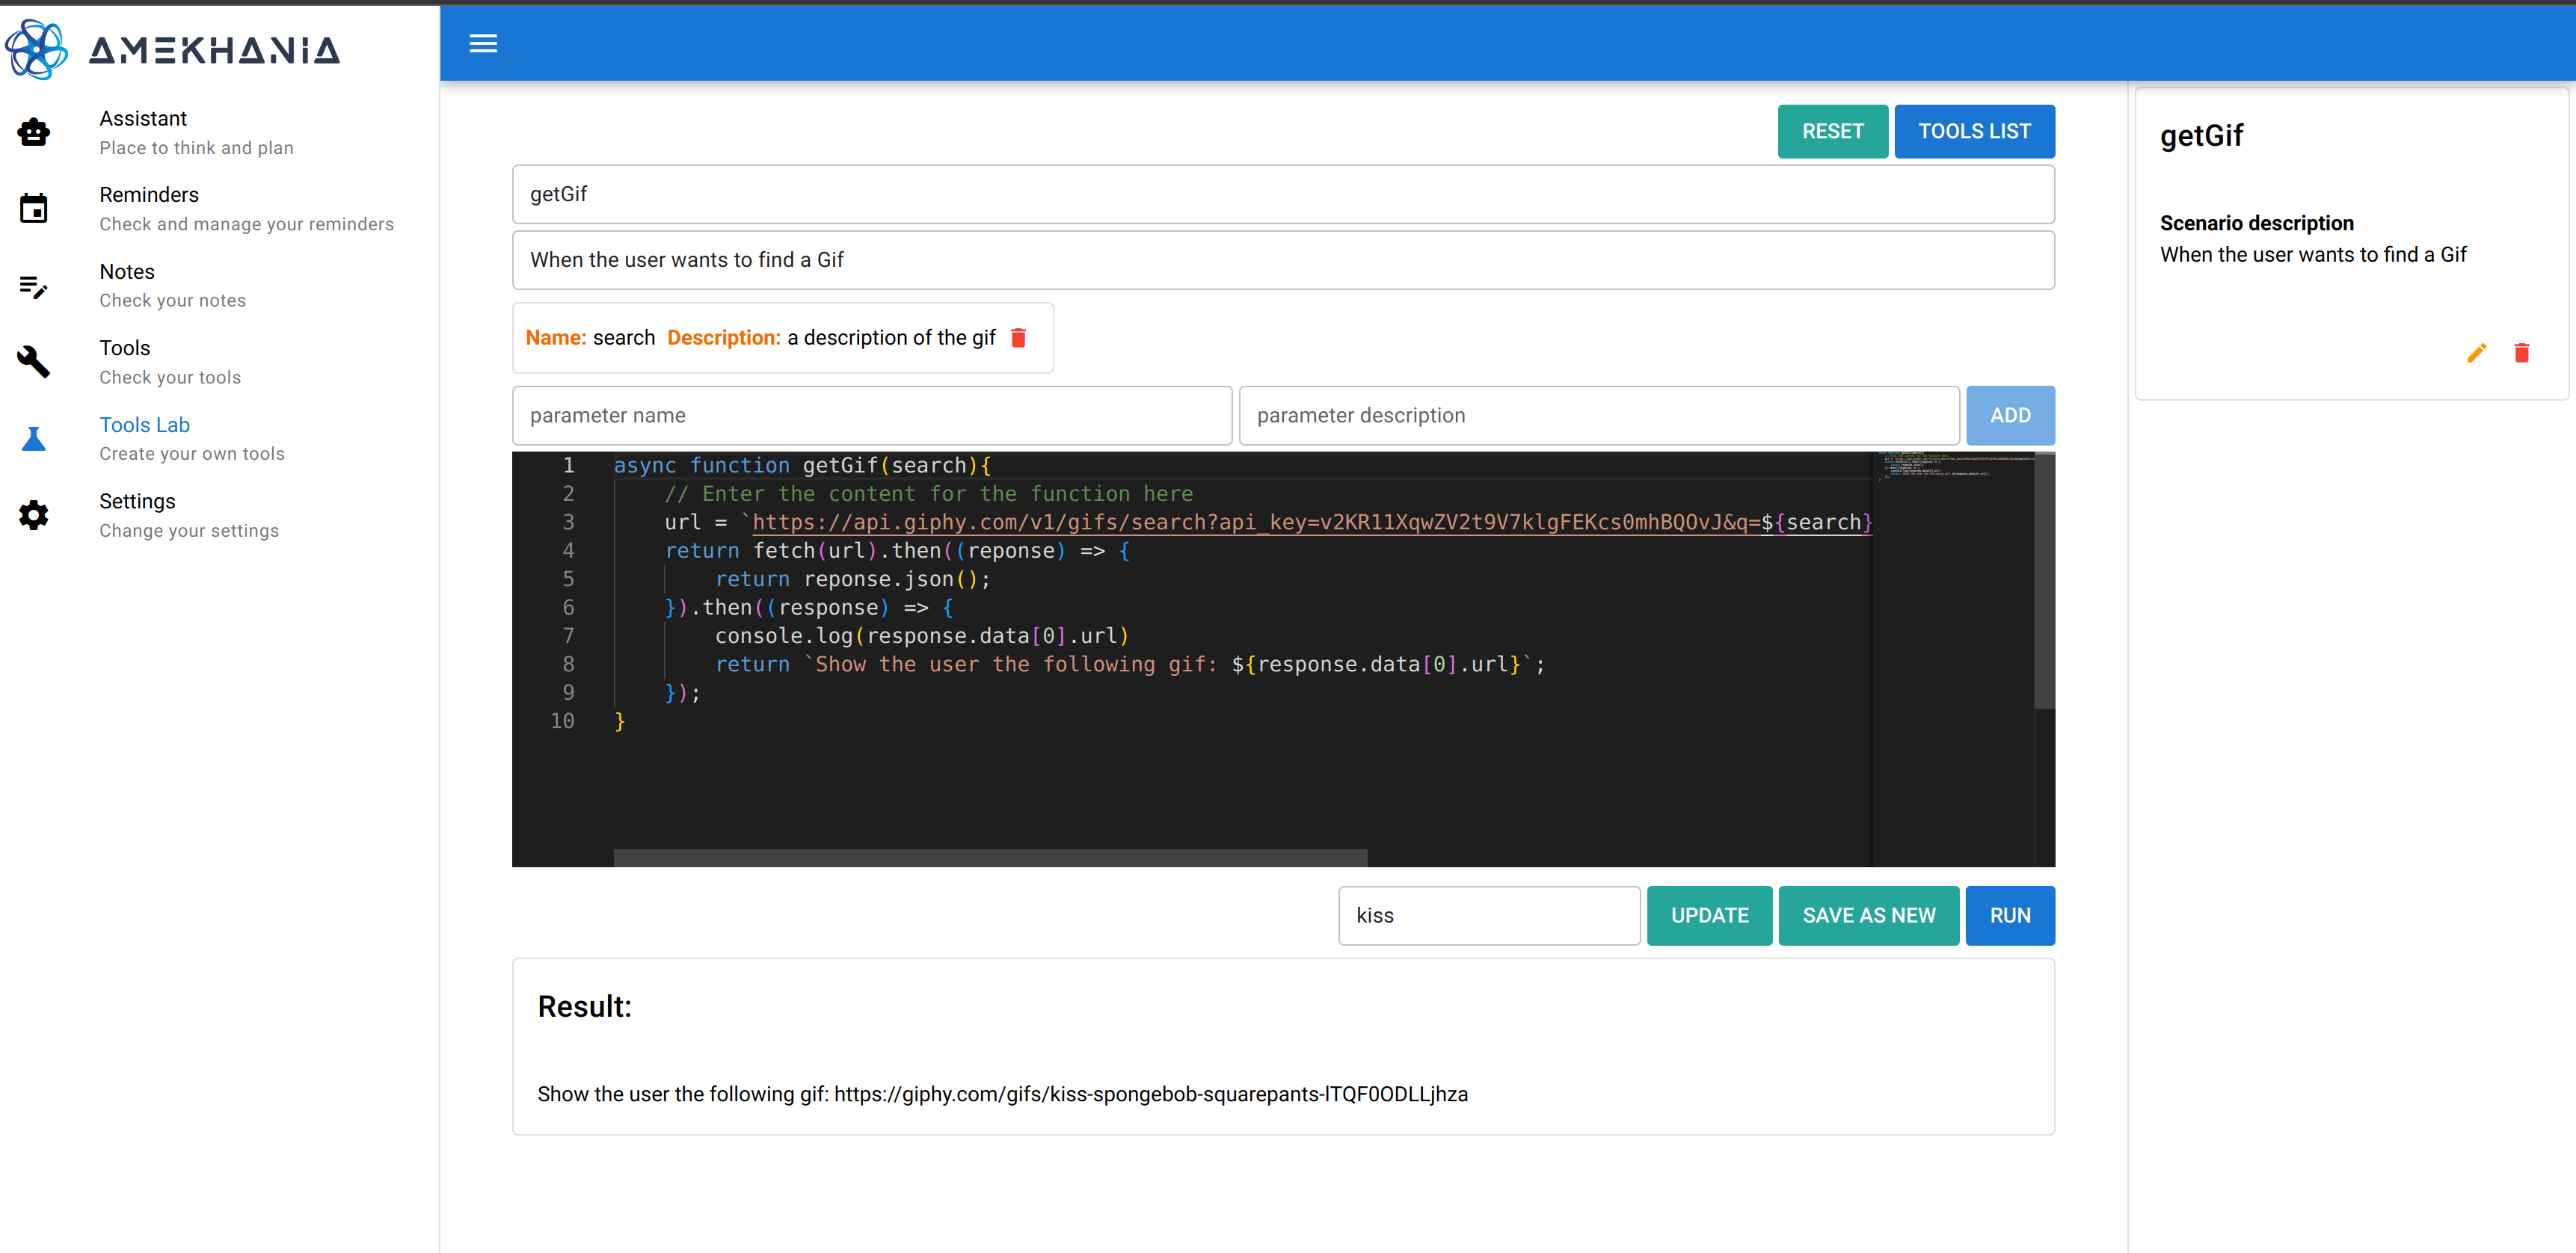 AMEKHANIA
Assistant
Place to think and plan
Reminders
Check and manage your reminders
Notes
Check your notes
Tools
Check your tools
Tools Lab
Create your own tools
Settings
Change your settings
RESET TOOLS LIST
getGif
When the user wants to find a Gif
Name: search Description: a description of the gif
parameter name parameter description ADD
1 async function getGif(search){
2 // Enter the content for the function here
3 url = `https://api.giphy.com/v1/gifs/search?api_key=v2KR11XqwZV2t9V7klgFEKcs0mhBQOvJ&q=${search}
4 return fetch(url).then((reponse) => {
5 return reponse.json();
6 }).then((response) => {
7 console.log(response.data[0].url)
8 return `Show the user the following gif: ${response.data[0].url}`;
9 });
10 }
kiss UPDATE SAVE AS NEW RUN
Result:
Show the user the following gif: https://giphy.com/gifs/kiss-spongebob-squarepants-lTQF0ODLLjhza
getGif
Scenario description
When the user wants to find a Gif